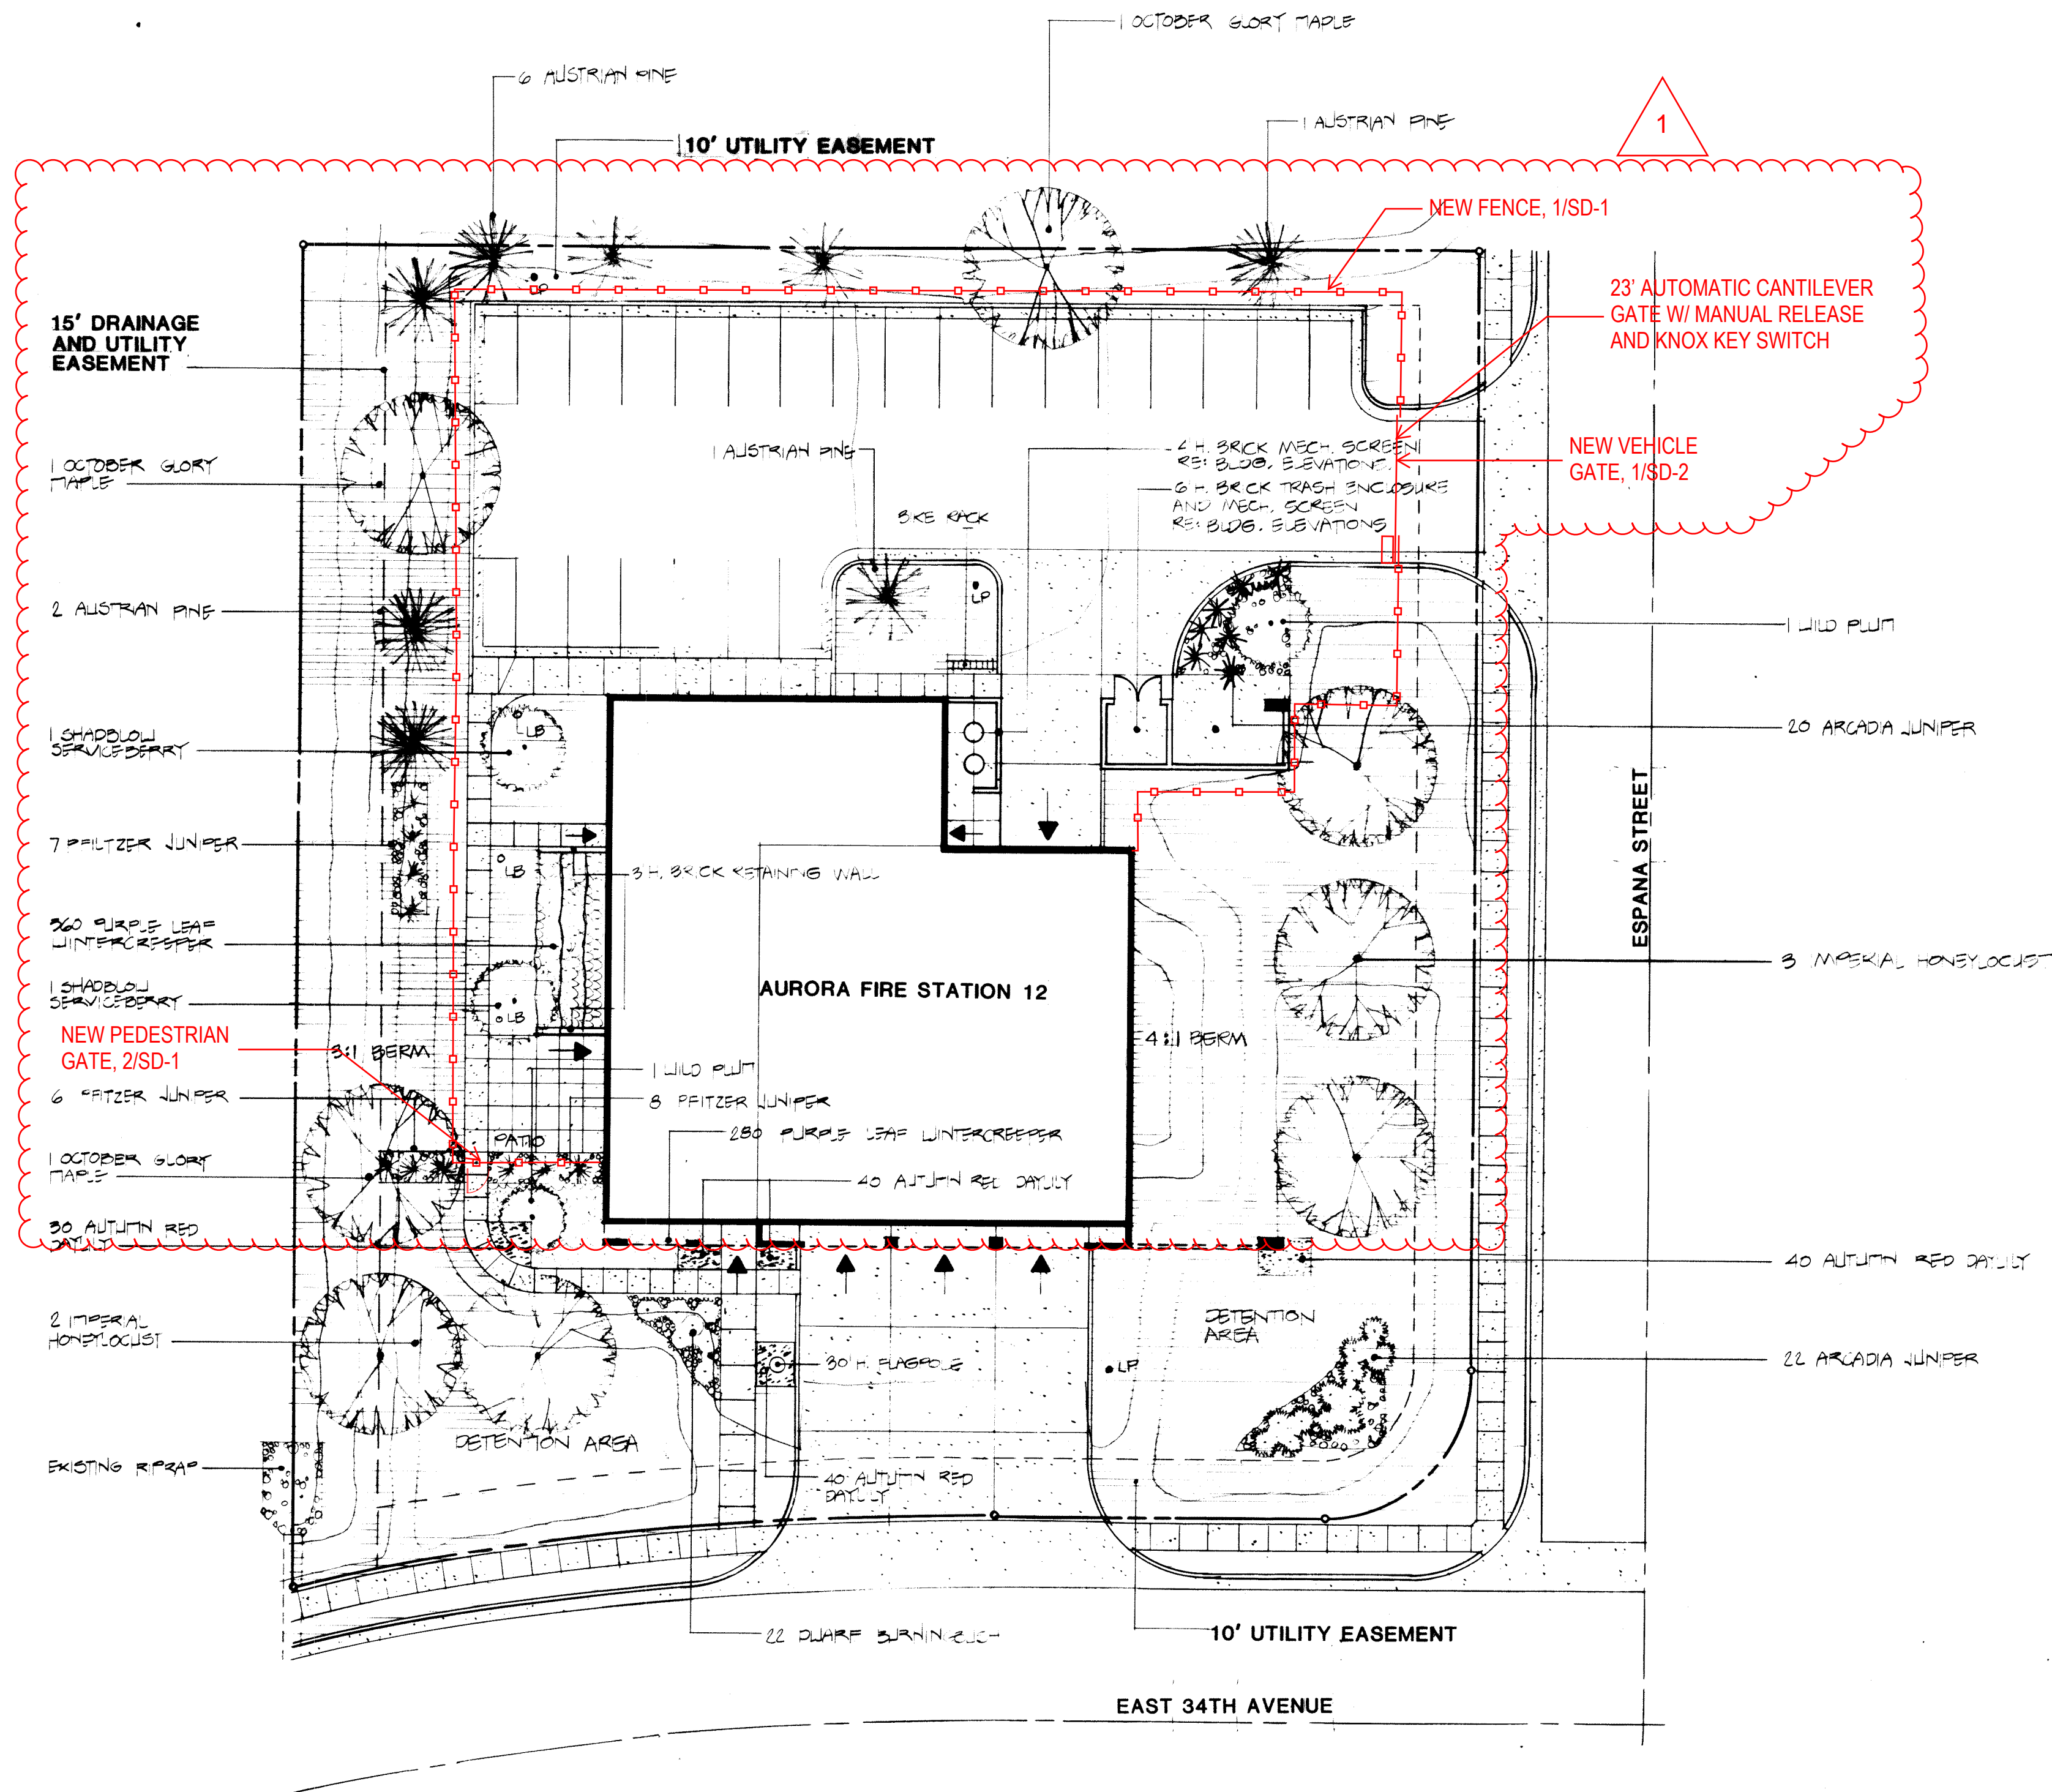 1 OCTOBER GLORY MAPLE
6 AUSTRIAN PINE
10' UTILITY EASEMENT
1 AUSTRIAN PINE
1
NEW FENCE, 1/SD-1
23' AUTOMATIC CANTILEVER
GATE W/ MANUAL RELEASE
AND KNOX KEY SWITCH
15' DRAINAGE
AND UTILITY
EASEMENT
NEW VEHICLE
GATE, 1/SD-2
1 AUSTRIAN PINE
4 H. BRICK MECH. SCREEN
RE: BLDG. ELEVATIONS.
6 H. BRICK TRASH ENCLOSURE
AND MECH. SCREEN
RE: BLDG. ELEVATIONS
1 OCTOBER GLORY
MAPLE
BIKE RACK
LP
LP
2 AUSTRIAN PINE
1 WILD PLUM
1 SHADBLOW
SERVICEBERRY
LB
20 ARCADIA JUNIPER
7 PFILTZER JUNIPER
LB
3 H. BRICK RETAINING WALL
ESPANA STREET
360 PURPLE LEAF
WINTERCREEPER
3 IMPERIAL HONEYLOCUST
1 SHADBLOW
SERVICEBERRY
LB
AURORA FIRE STATION 12
NEW PEDESTRIAN
GATE, 2/SD-1
3:1 BERM
4:1 BERM
1 WILD PLUM
6 PFITZER JUNIPER
8 PFITZER JUNIPER
PATIO
280 PURPLE LEAF WINTERCREEPER
1 OCTOBER GLORY
MAPLE
40 AUTUMN RED DAYLILY
30 AUTUMN RED
DAYLILY
40 AUTUMN RED DAYLILY
2 IMPERIAL
HONEYLOCUST
DETENTION
AREA
30' H. FLAGPOLE
LP
22 ARCADIA JUNIPER
DETENTION AREA
EXISTING RIPRAP
40 AUTUMN RED
DAYLILY
22 DWARF BURNINGBUSH
10' UTILITY EASEMENT
EAST 34TH AVENUE